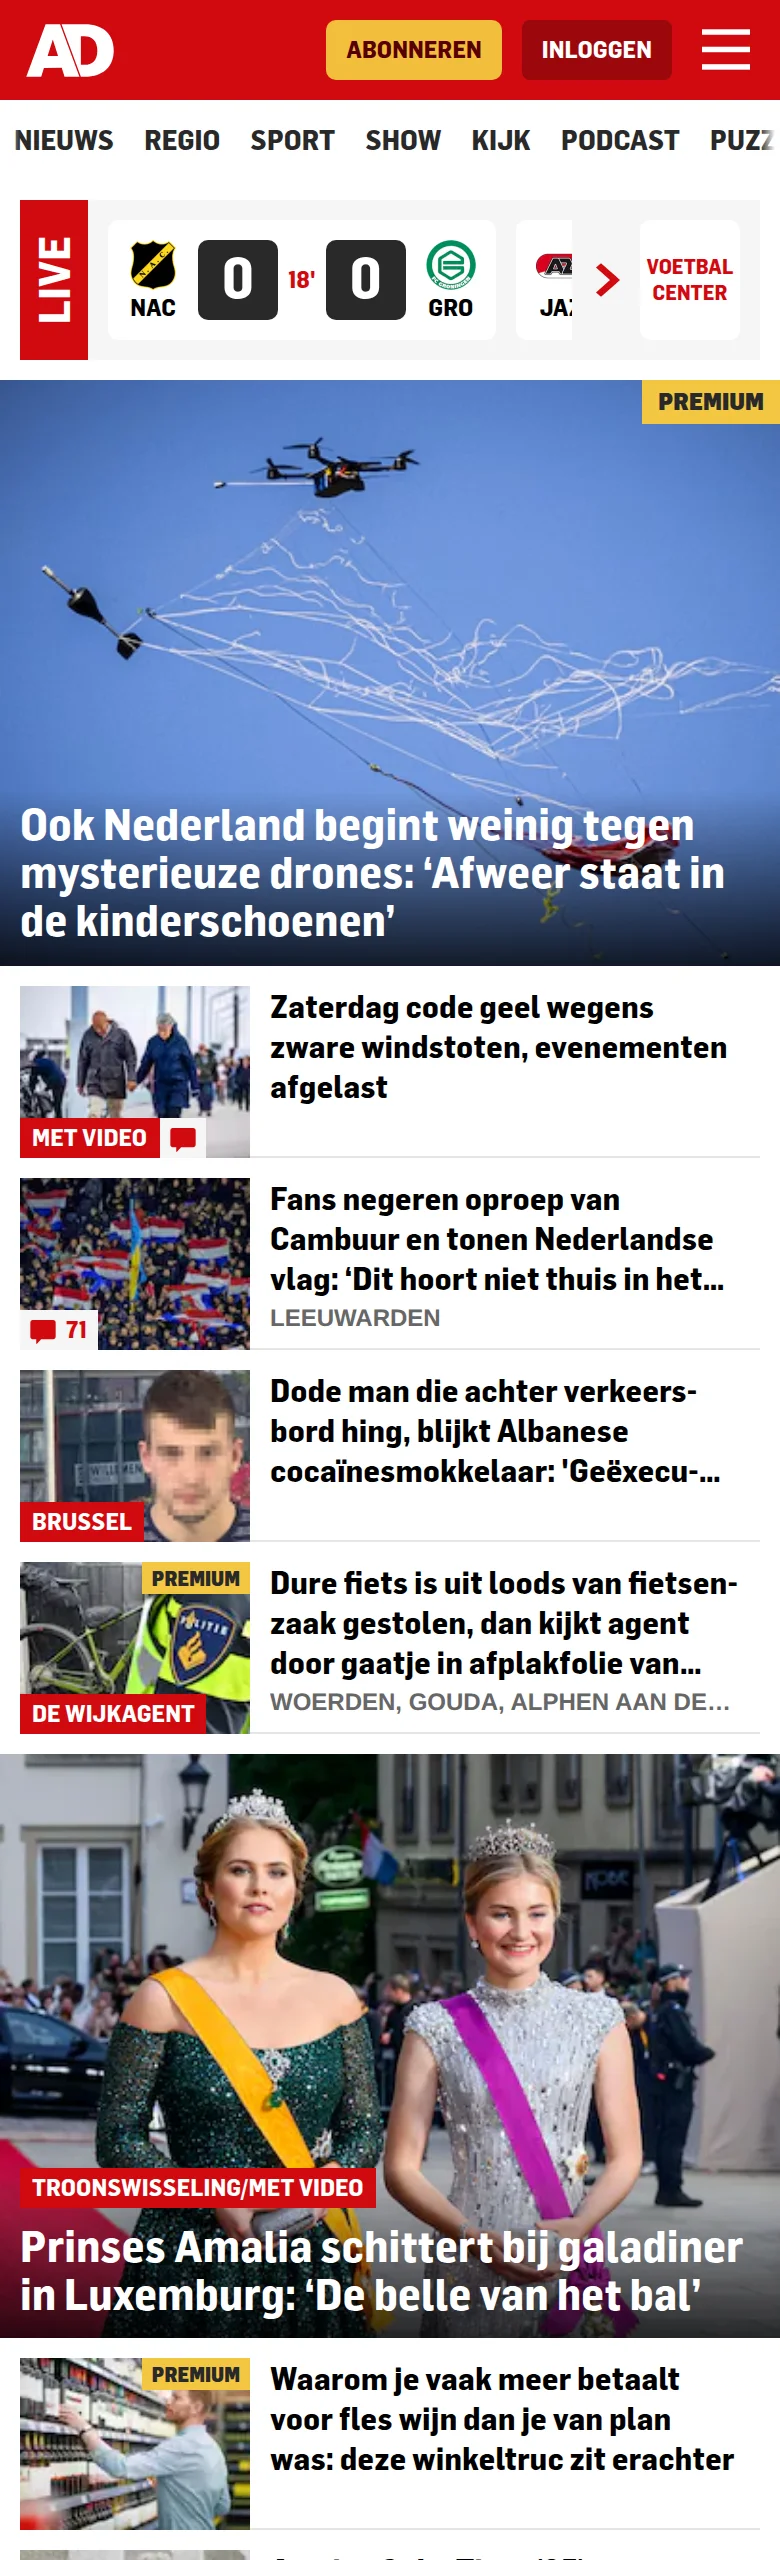 AD
ABONNEREN
INLOGGEN
NIEUWS REGIO SPORT SHOW KIJK PODCAST PUZZ
LIVE
0 18' 0
NAC GRO
AZ
JAZ
VOETBAL
CENTER
PREMIUM
Ook Nederland begint weinig tegen
mysterieuze drones: ‘Afweer staat in
de kinderschoenen’
Zaterdag code geel wegens
zware windstoten, evenementen
afgelast
MET VIDEO
Fans negeren oproep van
Cambuur en tonen Nederlandse
vlag: ‘Dit hoort niet thuis in het...
LEEUWARDEN
71
Dode man die achter verkeers-
bord hing, blijkt Albanese
cocaïnesmokkelaar: 'Geëxecu-...
BRUSSEL
PREMIUM
Dure fiets is uit loods van fietsen-
zaak gestolen, dan kijkt agent
door gaatje in afplakfolie van...
WOERDEN, GOUDA, ALPHEN AAN DE...
POLITIE
DE WIJKAGENT
TROONSWISSELING/MET VIDEO
Prinses Amalia schittert bij galadiner
in Luxemburg: ‘De belle van het bal’
PREMIUM
Waarom je vaak meer betaalt
voor fles wijn dan je van plan
was: deze winkeltruc zit erachter